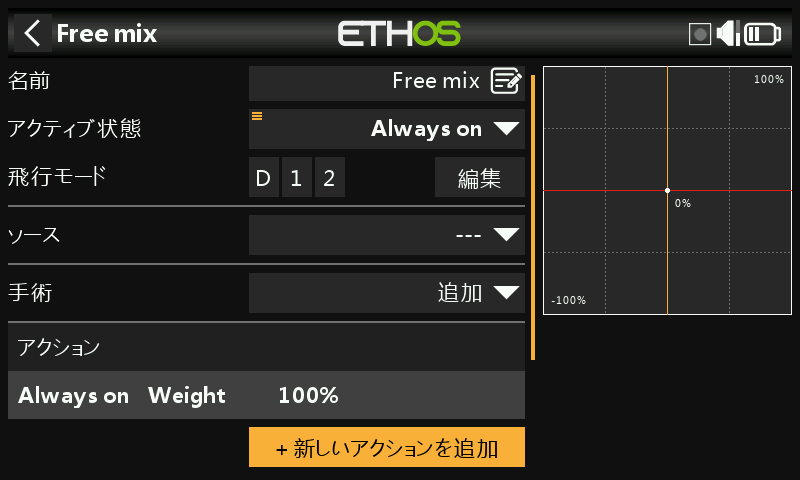 Free mix
ETHOS
名前 Free mix
アクティブ状態 Always on
飛行モード D 1 2 編集
ソース ---
手術 追加
アクション
Always on Weight 100%
+ 新しいアクションを追加
100%
0%
-100%